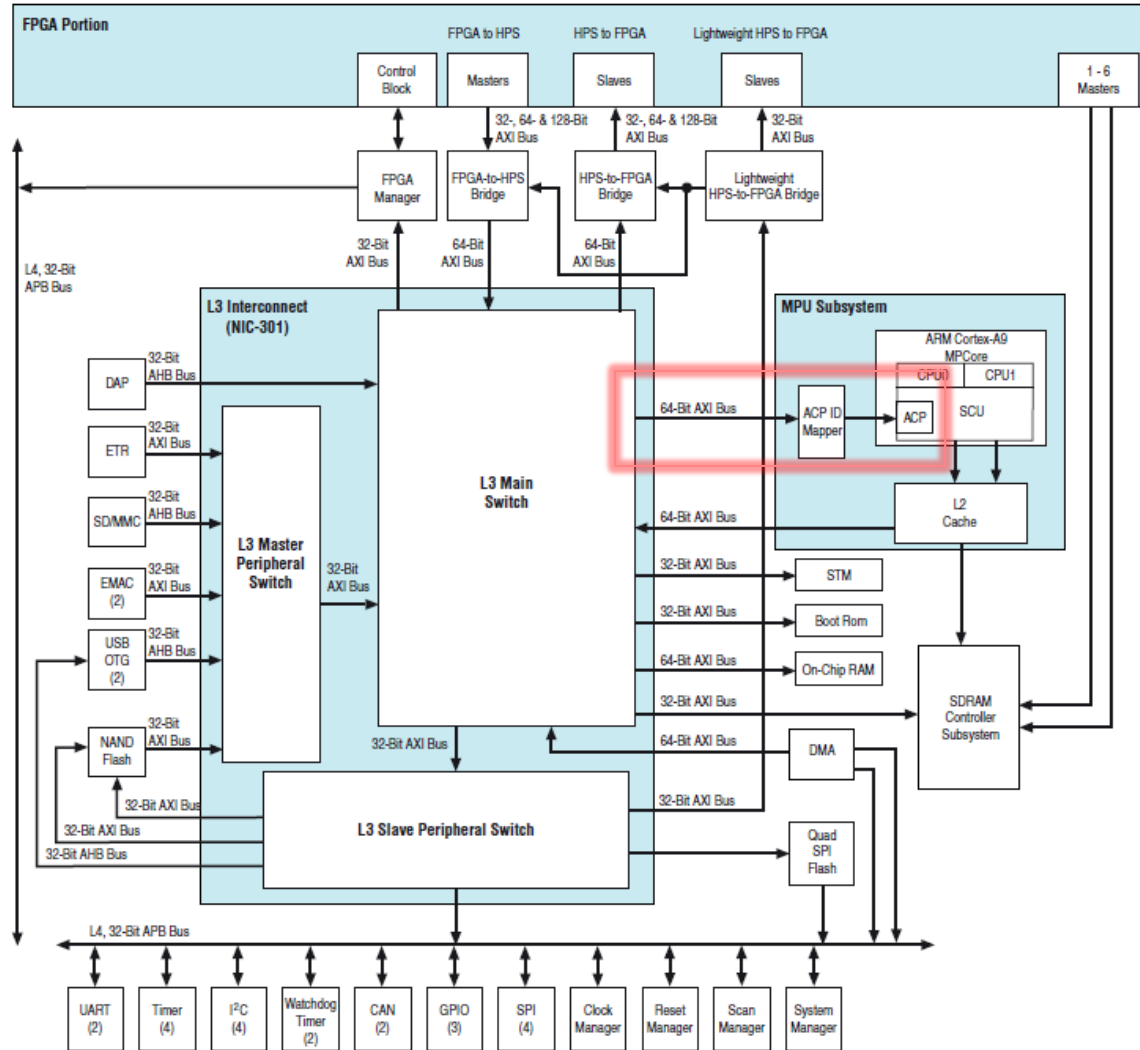 FPGA Portion
FPGA to HPS
HPS to FPGA
Lightweight HPS to FPGA
Control
Block
Masters
Slaves
Slaves
1 - 6
Masters
32-, 64- & 128-Bit
AXI Bus
32-, 64- & 128-Bit
AXI Bus
32-Bit
AXI Bus
FPGA
Manager
FPGA-to-HPS
Bridge
HPS-to-FPGA
Bridge
Lightweight
HPS-to-FPGA Bridge
32-Bit
AXI Bus
64-Bit
AXI Bus
64-Bit
AXI Bus
L4, 32-Bit
APB Bus
L3 Interconnect
(NIC-301)
MPU Subsystem
ARM Cortex-A9
MPCore
CPU0
CPU1
DAP
32-Bit
AHB Bus
64-Bit AXI Bus
ACP ID
Mapper
ACP
SCU
ETR
32-Bit
AXI Bus
L3 Main
Switch
SD/MMC
32-Bit
AHB Bus
L2
Cache
64-Bit AXI Bus
L3 Master
Peripheral
Switch
32-Bit
AXI Bus
EMAC
(2)
32-Bit
AXI Bus
32-Bit AXI Bus
STM
32-Bit AXI Bus
Boot Rom
USB
OTG
(2)
32-Bit
AHB Bus
64-Bit AXI Bus
On-Chip RAM
32-Bit AXI Bus
SDRAM
Controller
Subsystem
NAND
Flash
32-Bit
AXI Bus
32-Bit AXI Bus
64-Bit AXI Bus
DMA
32-Bit AXI Bus
32-Bit AXI Bus
32-Bit AXI Bus
32-Bit AHB Bus
L3 Slave Peripheral Switch
Quad
SPI
Flash
L4, 32-Bit APB Bus
UART
(2)
Timer
(4)
I²C
(4)
Watchdog
Timer
(2)
CAN
(2)
GPIO
(3)
SPI
(4)
Clock
Manager
Reset
Manager
Scan
Manager
System
Manager